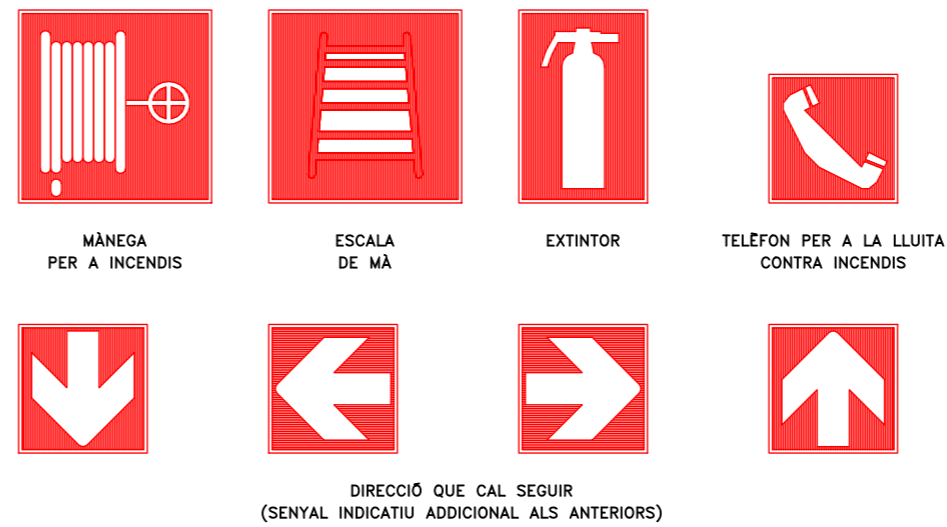 MÀNEGA
PER A INCENDIS
ESCALA
DE MÀ
EXTINTOR
TELÈFON PER A LA LLUITA
CONTRA INCENDIS
DIRECCIÓ QUE CAL SEGUIR
(SENYAL INDICATIU ADDICIONAL ALS ANTERIORS)